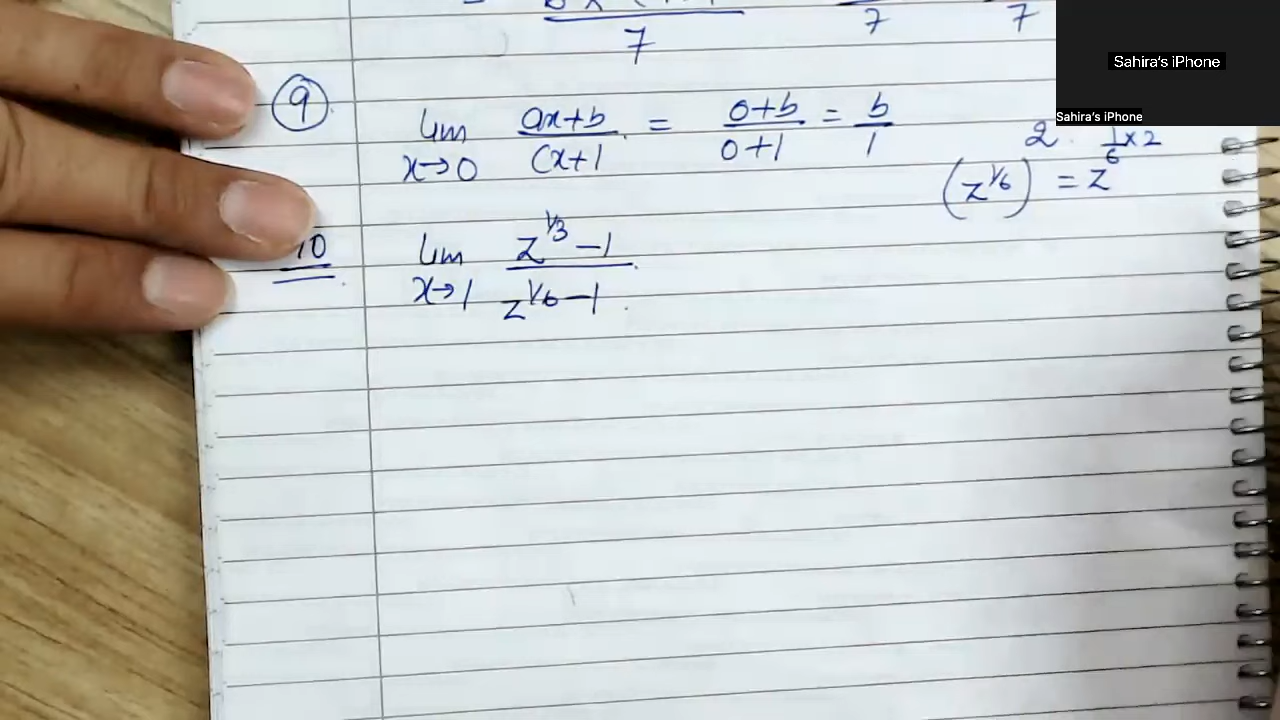 7 7 7
Sahira's iPhone
Sahira's iPhone
9 lim x→0 (ax+b)/(cx+1) = (0+b)/(0+1) = b/1
2 1/6×2
(z^1/6) = z
10 lim x→1 (z^1/3 −1)/(z^1/6 −1)